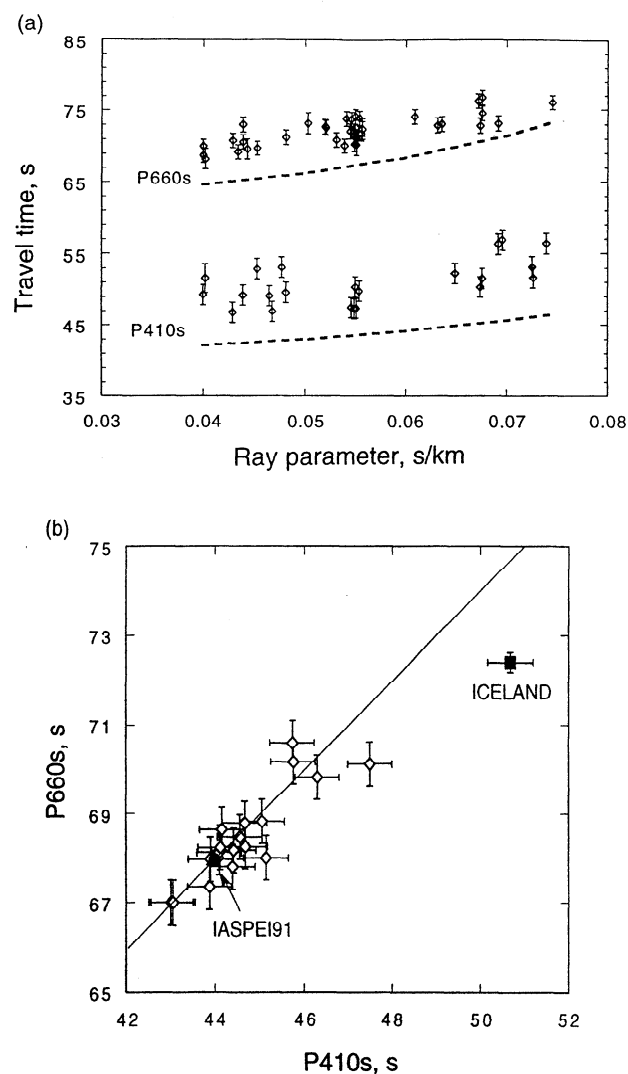 (a)
85
75
65
55
45
35
P660s
P410s
0.03 0.04 0.05 0.06 0.07 0.08
Travel time, s
Ray parameter, s/km
(b)
75
73
71
69
67
65
ICELAND
IASPEI91
42 44 46 48 50 52
P660s, s
P410s, s